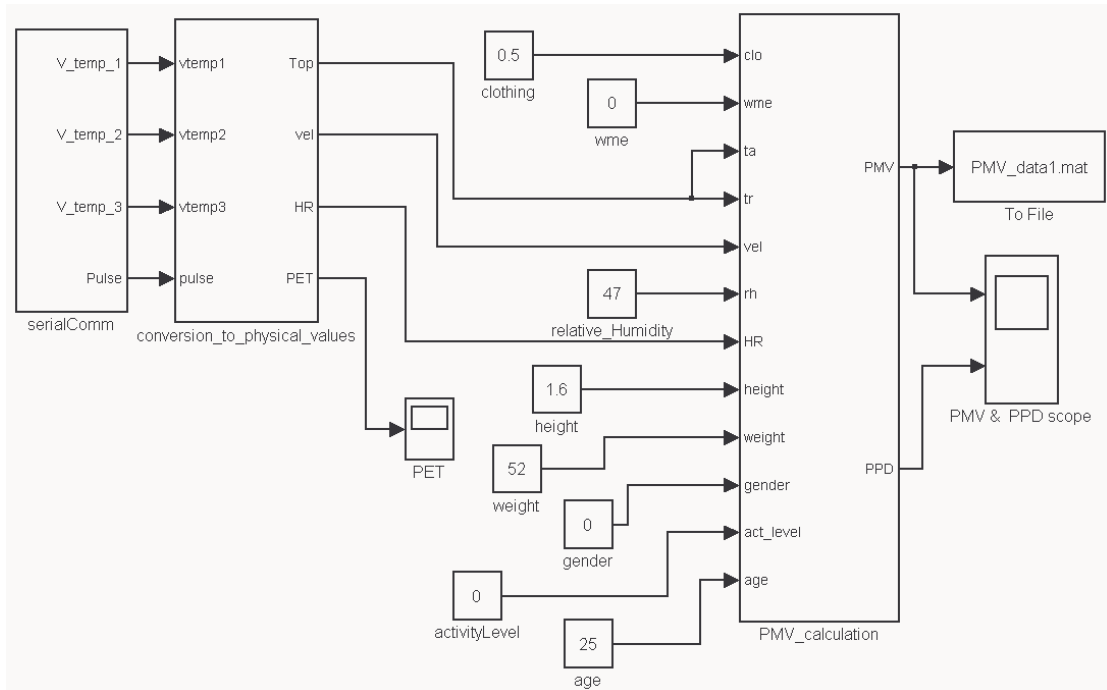 V_temp_1
V_temp_2
V_temp_3
Pulse
serialComm
vtemp1
vtemp2
vtemp3
pulse
Top
vel
HR
PET
conversion_to_physical_values
PET
0.5
clothing
0
wme
47
relative_Humidity
1.6
height
52
weight
0
gender
0
activityLevel
25
age
clo
wme
ta
tr
vel
rh
HR
height
weight
gender
act_level
age
PMV
PPD
PMV_calculation
PMV_data1.mat
To File
PMV & PPD scope